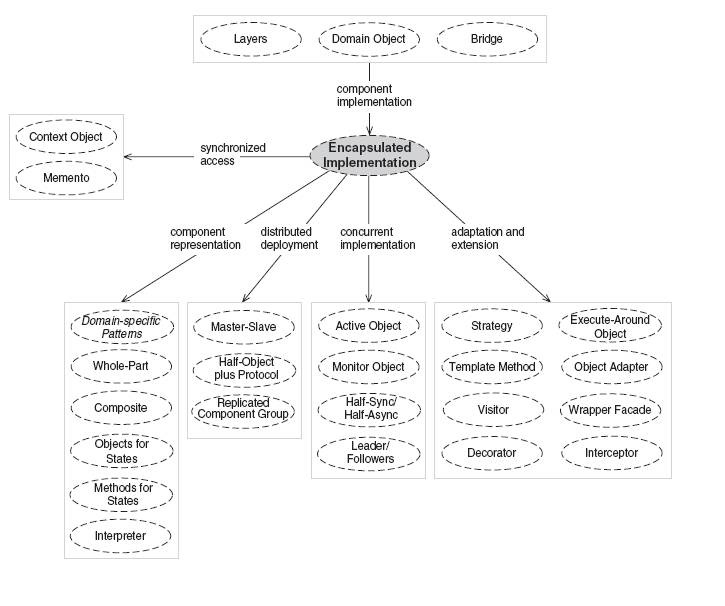 Layers
Domain Object
Bridge
component
implementation
Context Object
Memento
synchronized
access
Encapsulated
Implementation
component
representation
distributed
deployment
concurrent
implementation
adaptation and
extension
Domain-specific
Patterns
Whole-Part
Composite
Objects for
States
Methods for
States
Interpreter
Master-Slave
Half-Object
plus Protocol
Replicated
Component Group
Active Object
Monitor Object
Half-Sync/
Half-Async
Leader/
Followers
Strategy
Execute-Around
Object
Template Method
Object Adapter
Visitor
Wrapper Facade
Decorator
Interceptor